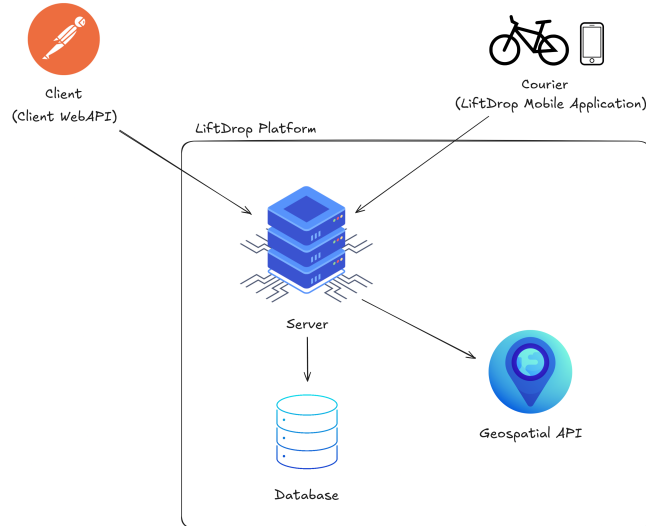 Client
(Client WebAPI)
Courier
(LiftDrop Mobile Application)
LiftDrop Platform
Server
Geospatial API
Database